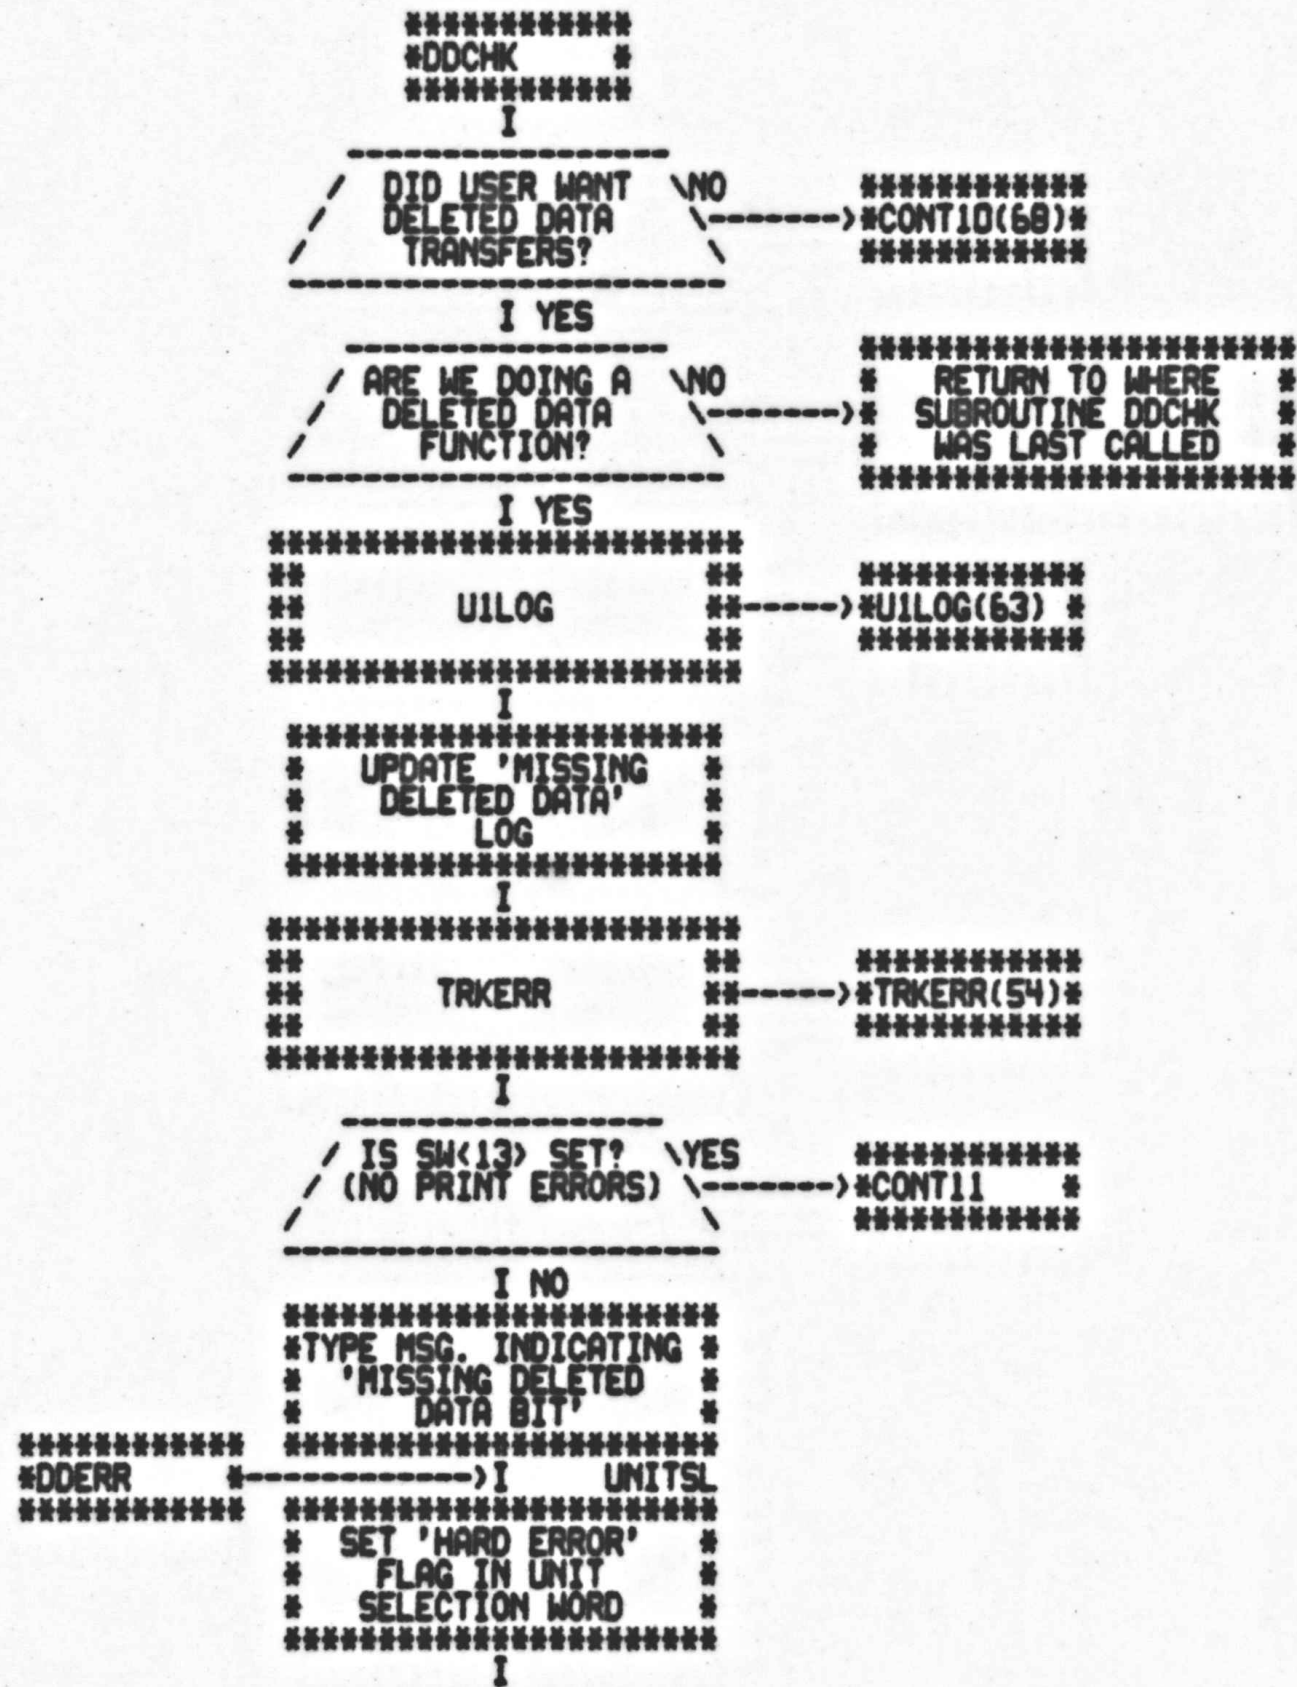 *DDCHK *
DID USER WANT \NO
DELETED DATA
TRANSFERS?
*CONT10(68)*
I YES
ARE WE DOING A \NO
DELETED DATA
FUNCTION?
* RETURN TO WHERE *
* SUBROUTINE DDCHK *
* WAS LAST CALLED *
I YES
** U1LOG **
*U1LOG(63) *
I
* UPDATE 'MISSING *
* DELETED DATA' *
* LOG *
I
** TRKERR **
*TRKERR(54)*
I
IS SW<13> SET? \YES
(NO PRINT ERRORS)
*CONT11 *
I NO
*TYPE MSG. INDICATING *
* 'MISSING DELETED *
* DATA BIT' *
*DDERR *------------->I UNITSL
* SET 'HARD ERROR' *
* FLAG IN UNIT *
* SELECTION WORD *
I